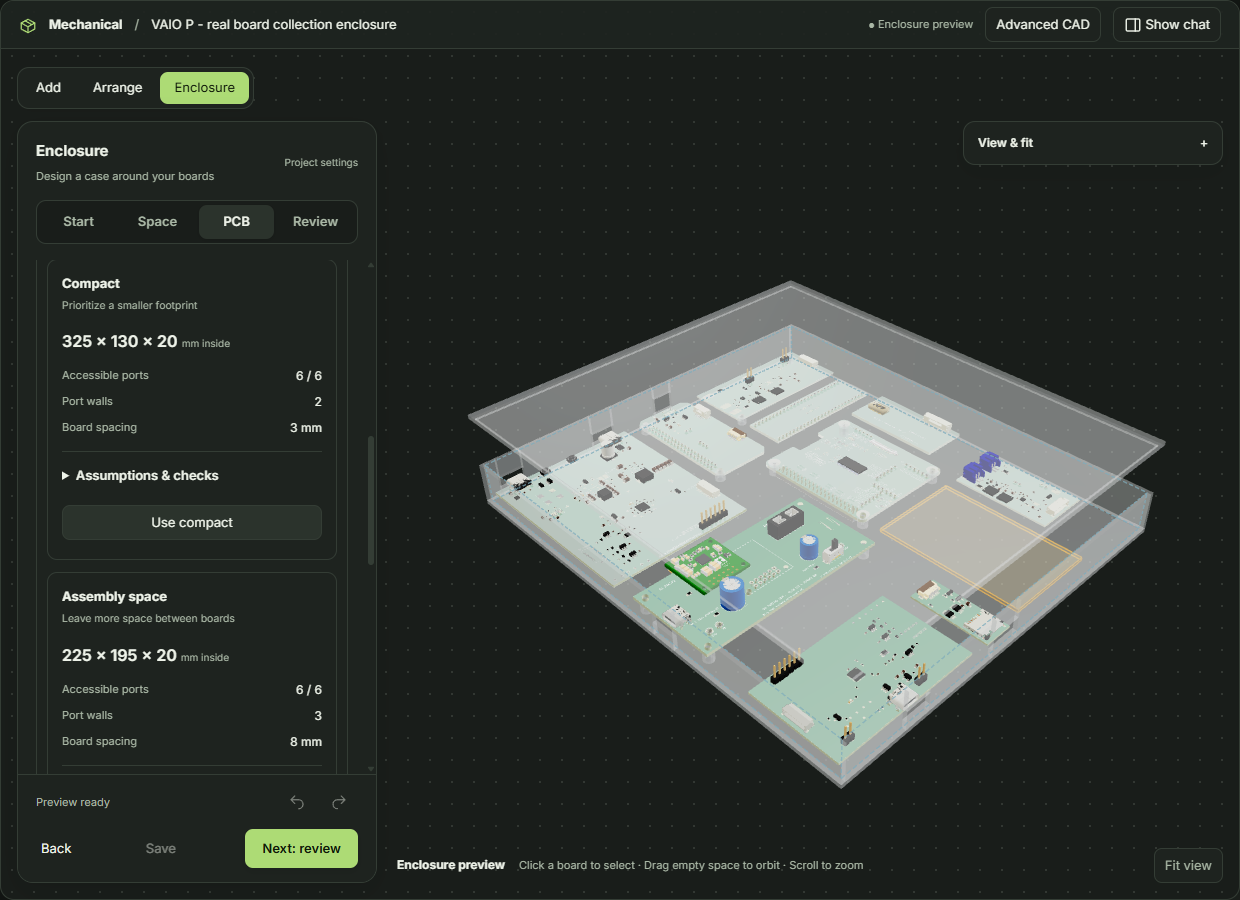 Mechanical / VAIO P - real board collection enclosure
● Enclosure preview
Advanced CAD
Show chat
Add
Arrange
Enclosure
Enclosure
Design a case around your boards
Project settings
View & fit +
Start
Space
PCB
Review
Compact
Prioritize a smaller footprint
325 × 130 × 20 mm inside
Accessible ports 6 / 6
Port walls 2
Board spacing 3 mm
▶ Assumptions & checks
Use compact
Assembly space
Leave more space between boards
225 × 195 × 20 mm inside
Accessible ports 6 / 6
Port walls 3
Board spacing 8 mm
Preview ready
Back
Save
Next: review
Enclosure preview Click a board to select · Drag empty space to orbit · Scroll to zoom
Fit view